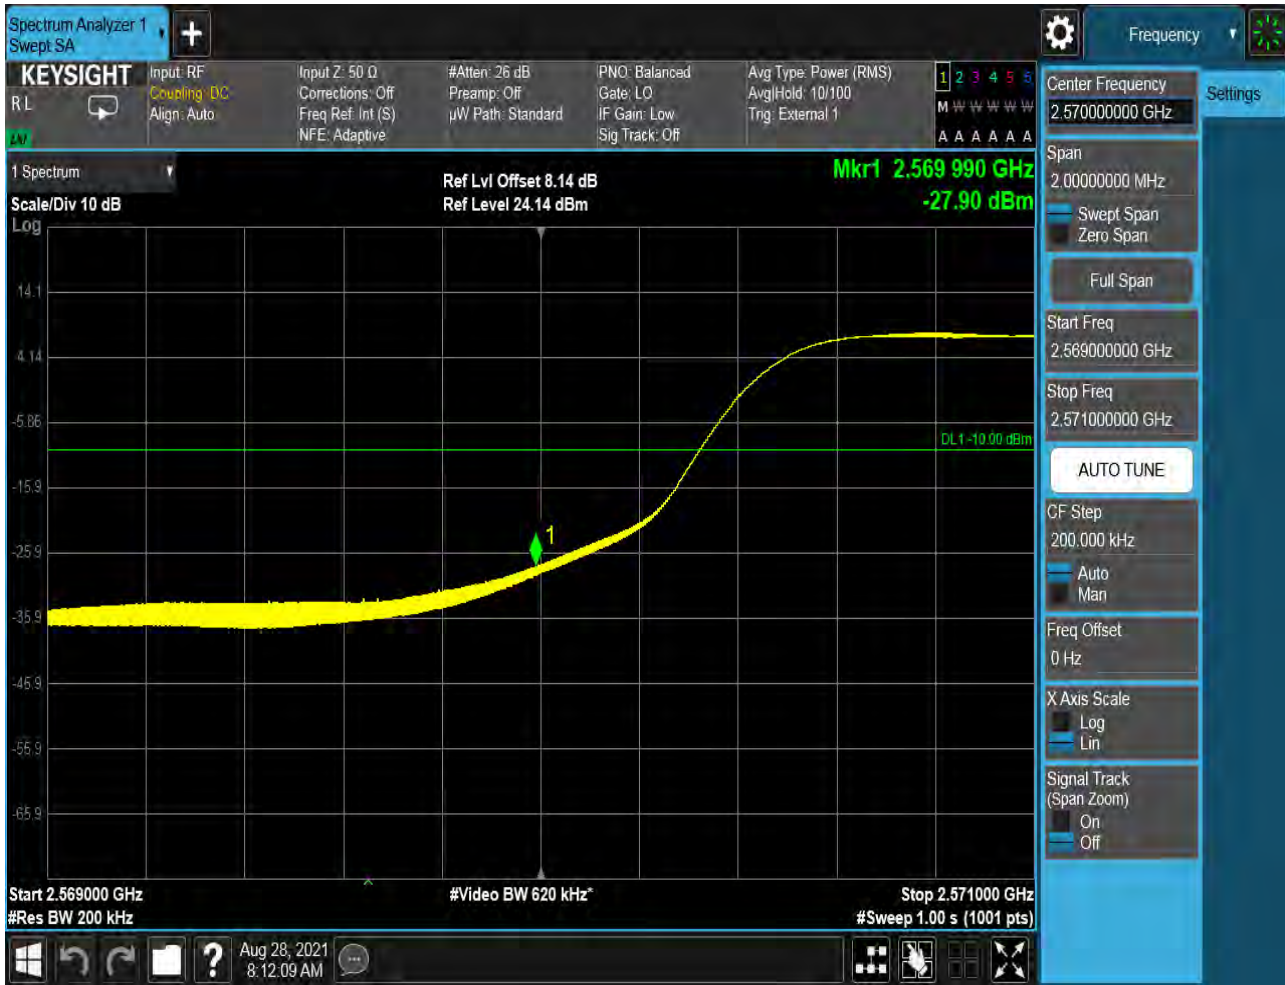 Spectrum Analyzer 1
Swept SA
Frequency
KEYSIGHT
R L
LXI
Input: RF
Coupling: DC
Align: Auto
Input Z: 50 Ω
Corrections: Off
Freq Ref: Int (S)
NFE: Adaptive
#Atten: 26 dB
Preamp: Off
µW Path: Standard
PNO: Balanced
Gate: LO
IF Gain: Low
Sig Track: Off
Avg Type: Power (RMS)
Avg|Hold: 10/100
Trig: External 1
1 2 3 4 5 6
M W W W W W
A A A A A A
1 Spectrum
Scale/Div 10 dB
Log
Ref Lvl Offset 8.14 dB
Ref Level 24.14 dBm
Mkr1 2.569 990 GHz
-27.90 dBm
14.1
4.14
-5.86
DL1 -10.00 dBm
-15.9
1
-25.9
-35.9
-45.9
-55.9
-65.9
Start 2.569000 GHz
#Res BW 200 kHz
#Video BW 620 kHz*
Stop 2.571000 GHz
#Sweep 1.00 s (1001 pts)
Center Frequency
2.570000000 GHz
Settings
Span
2.00000000 MHz
Swept Span
Zero Span
Full Span
Start Freq
2.569000000 GHz
Stop Freq
2.571000000 GHz
AUTO TUNE
CF Step
200.000 kHz
Auto
Man
Freq Offset
0 Hz
X Axis Scale
Log
Lin
Signal Track
(Span Zoom)
On
Off
?
Aug 28, 2021
8:12:09 AM